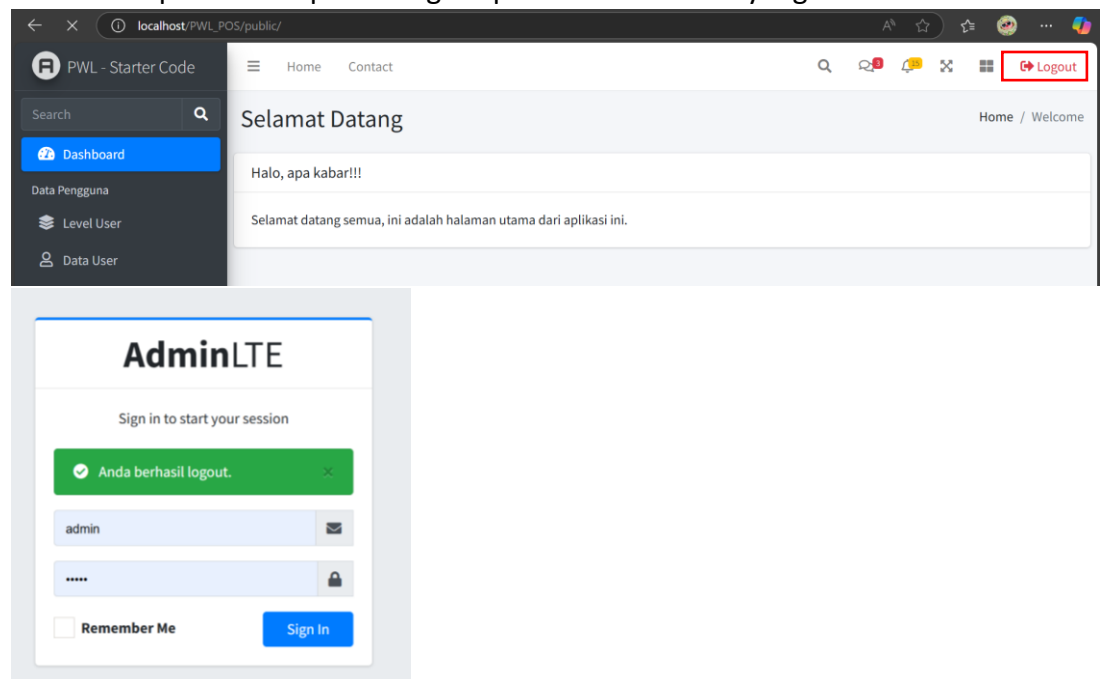 localhost/PWL_POS/public/
PWL - Starter Code
Home Contact
3
15
Logout
Search
Selamat Datang
Home / Welcome
Dashboard
Halo, apa kabar!!!
Data Pengguna
Selamat datang semua, ini adalah halaman utama dari aplikasi ini.
Level User
Data User
AdminLTE
Sign in to start your session
Anda berhasil logout.
admin
•••••
Remember Me
Sign In